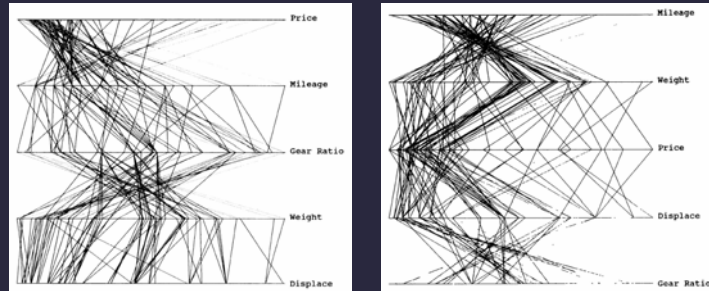 Price
Mileage
Gear Ratio
Weight
Displace
Mileage
Weight
Price
Displace
Gear Ratio